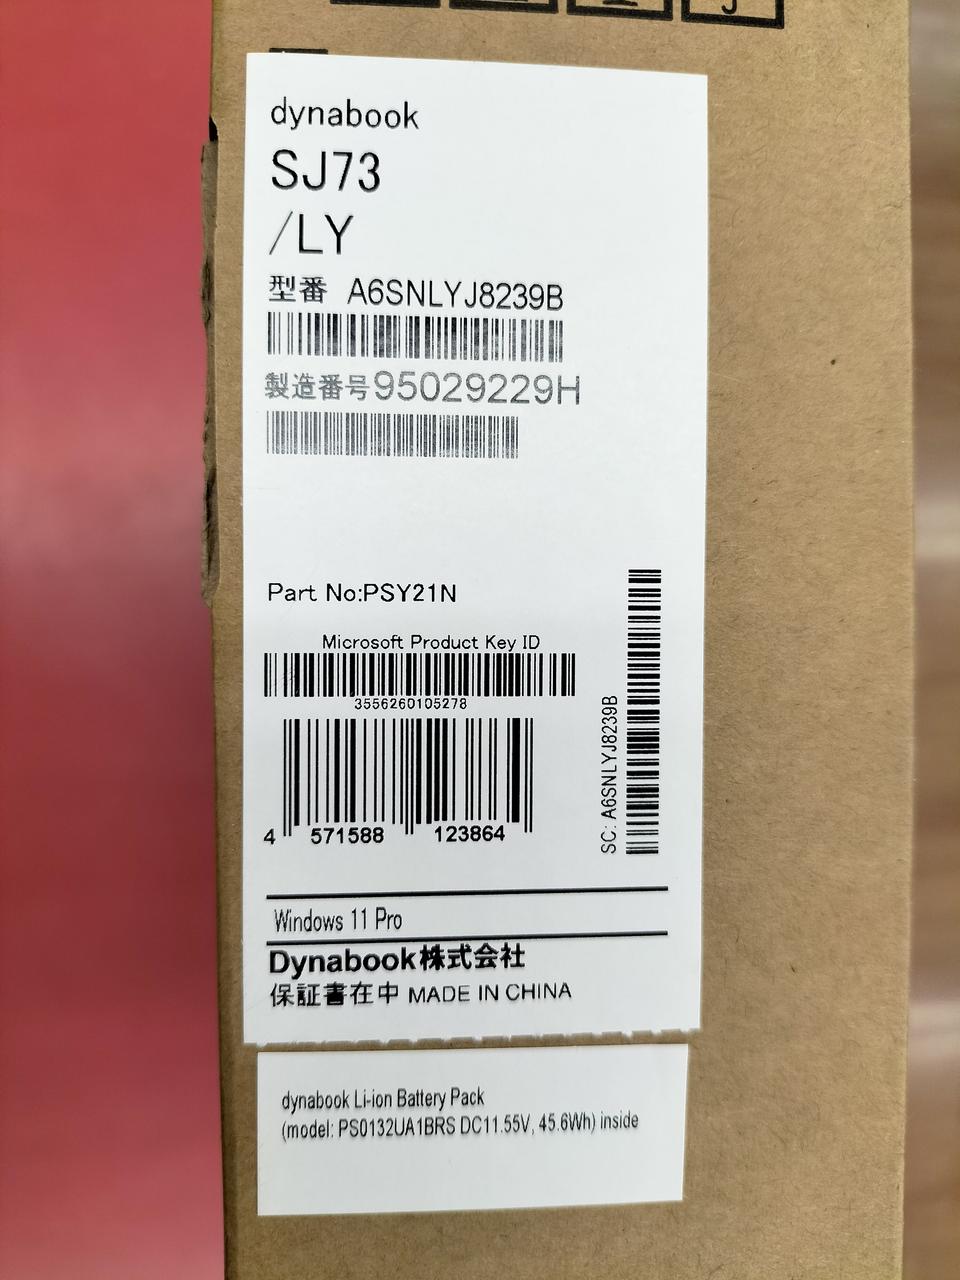 dynabook
SJ73
/LY
型番 A6SNLYJ8239B
製造番号95029229H
Part No:PSY21N
Microsoft Product Key ID
3556260105278
4 571588 123864
SC: A6SNLYJ8239B
Windows 11 Pro
Dynabook株式会社
保証書在中 MADE IN CHINA
dynabook Li-ion Battery Pack
(model: PS0132UA1BRS DC11.55V, 45.6Wh) inside